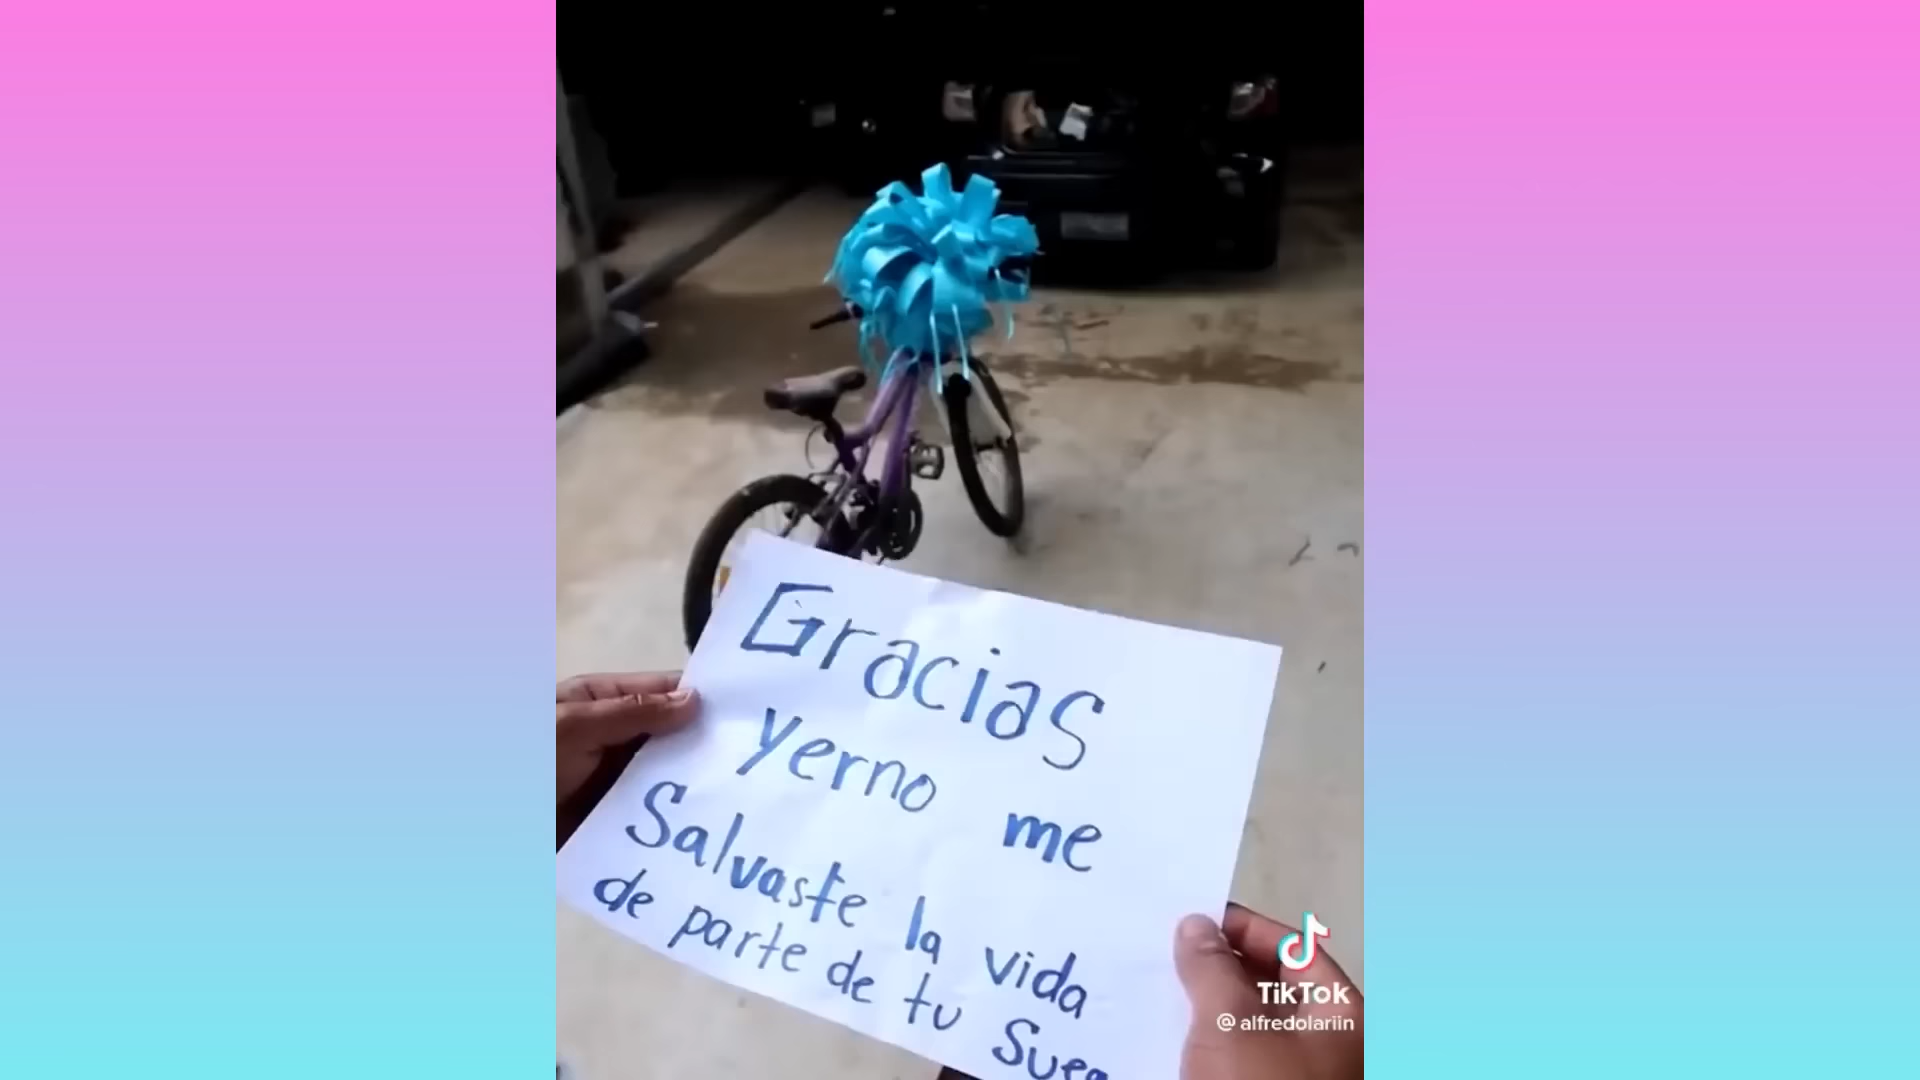 Gracias
yerno me
Salvaste la vida
de parte de tu
TikTok
@alfredolariin